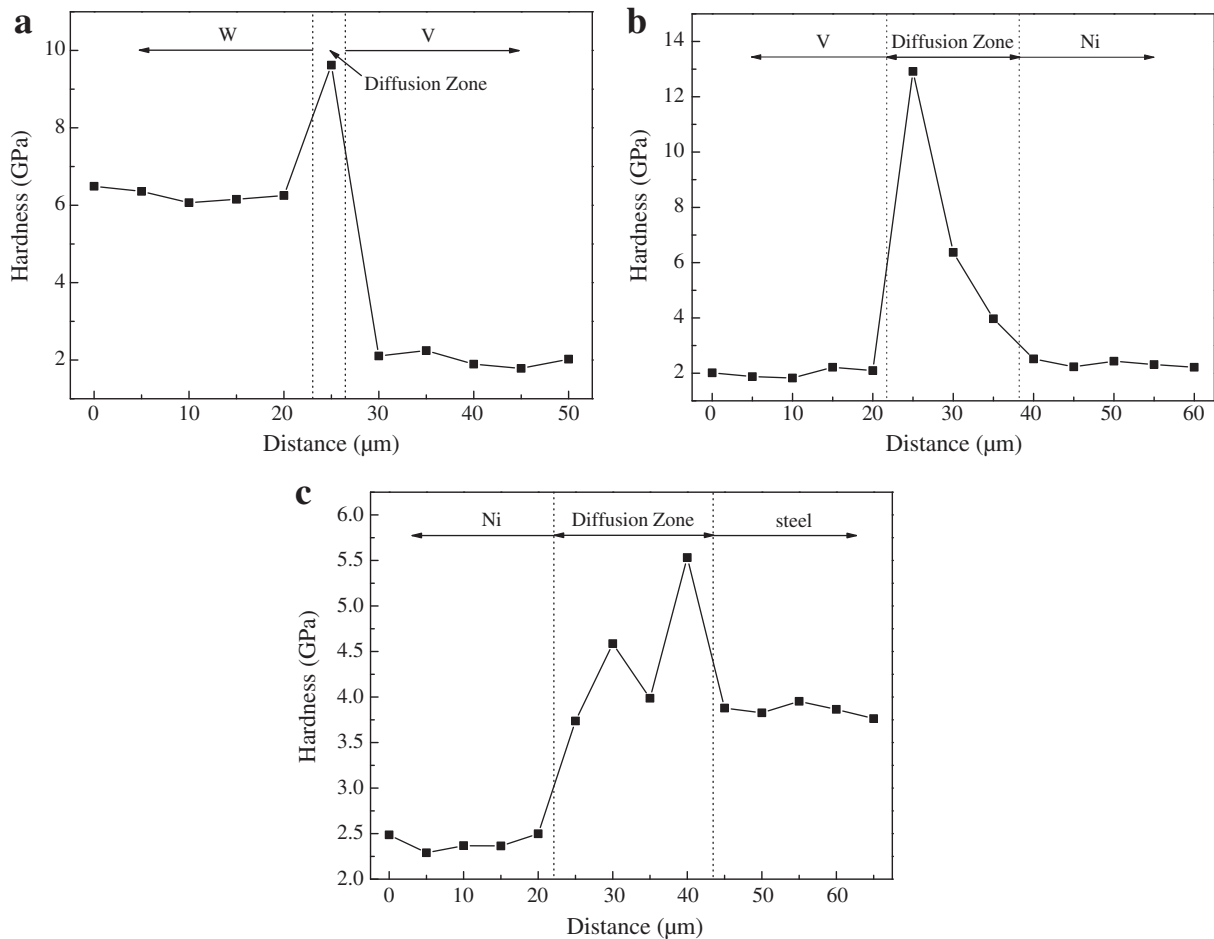 a
W
V
Diffusion Zone
10
8
6
4
2
Hardness (GPa)
0
10
20
30
40
50
Distance (μm)
b
V
Diffusion Zone
Ni
14
12
10
8
6
4
2
Hardness (GPa)
0
10
20
30
40
50
60
Distance (μm)
c
Ni
Diffusion Zone
steel
6.0
5.5
5.0
4.5
4.0
3.5
3.0
2.5
2.0
Hardness (GPa)
0
10
20
30
40
50
60
Distance (μm)